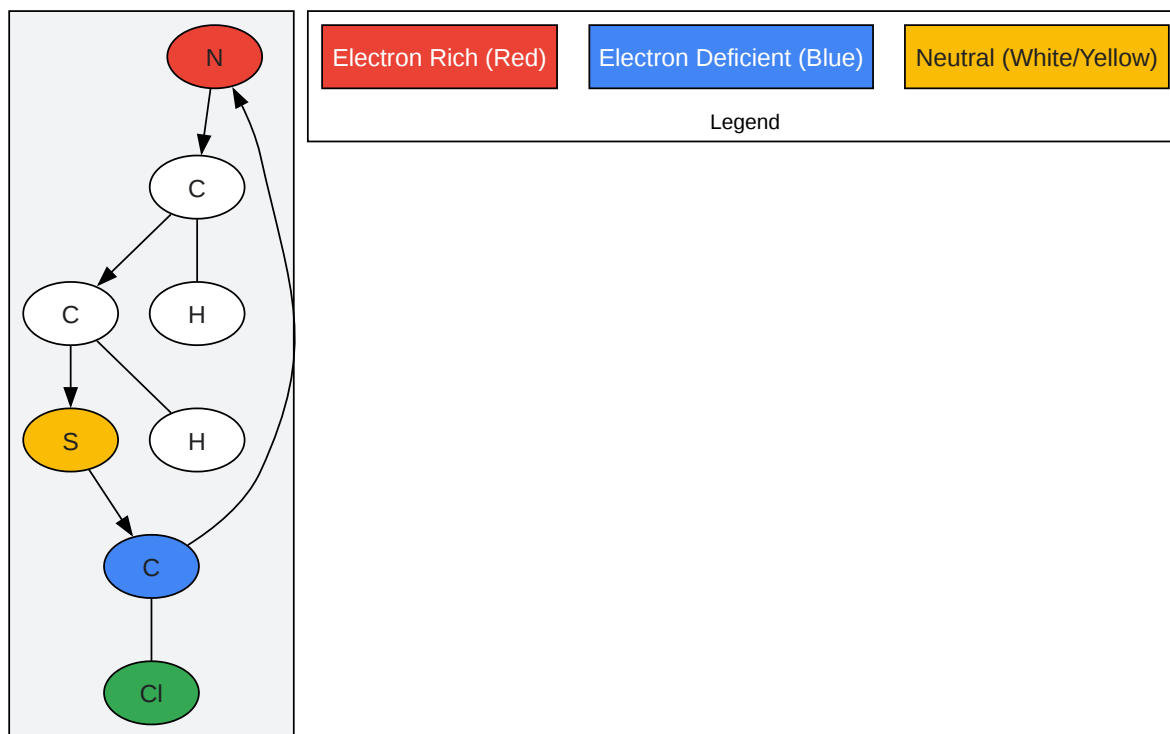 N
Electron Rich (Red)
Electron Deficient (Blue)
Neutral (White/Yellow)
Legend
C
C
H
S
H
C
Cl